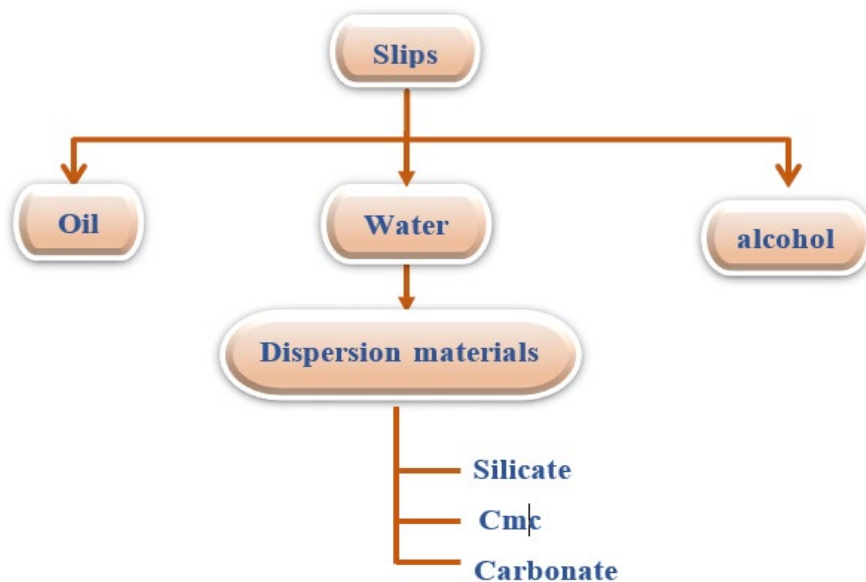 Slips
Oil
Water
alcohol
Dispersion materials
Silicate
Cmc
Carbonate